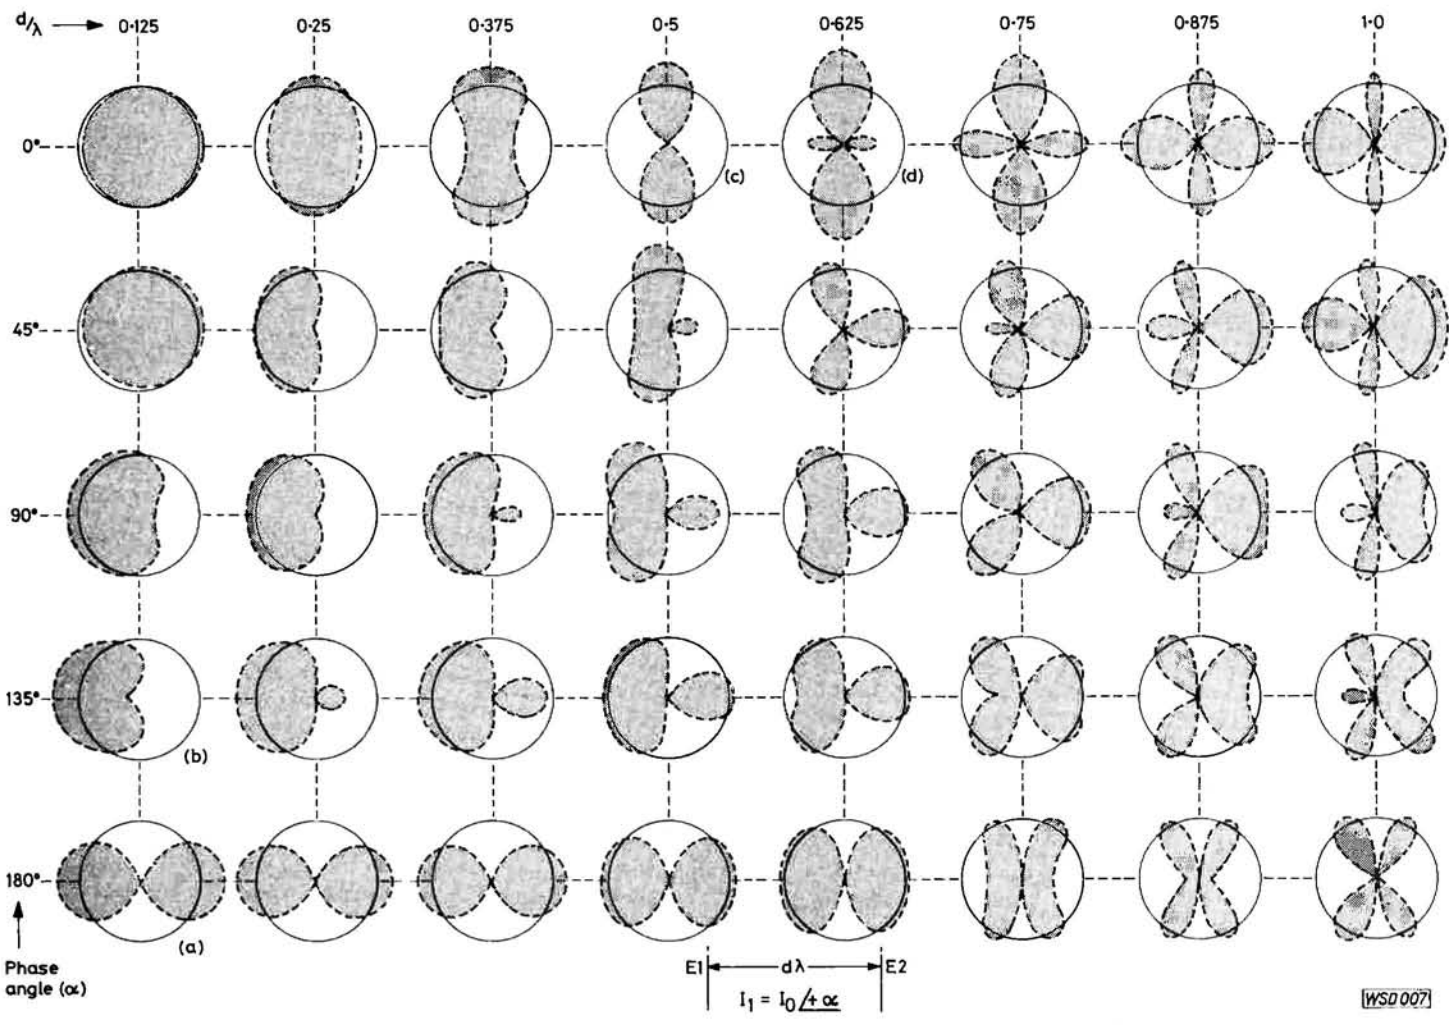 d/λ → 0·125 0·25 0·375 0·5 0·625 0·75 0·875 1·0
0°
(c) (d)
45°
90°
135°
(b)
180°
(a)
Phase
angle (α)
E1 dλ E2
I₁ = I₀ /+ α
WSD 007